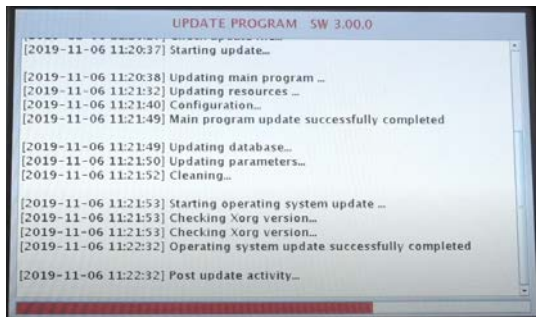 UPDATE PROGRAM SW 3.00.0
[2019-11-06 11:20:37] Starting update...
[2019-11-06 11:20:38] Updating main program ...
[2019-11-06 11:21:32] Updating resources ...
[2019-11-06 11:21:40] Configuration...
[2019-11-06 11:21:49] Main program update successfully completed
[2019-11-06 11:21:49] Updating database...
[2019-11-06 11:21:50] Updating parameters...
[2019-11-06 11:21:52] Cleaning...
[2019-11-06 11:21:53] Starting operating system update ...
[2019-11-06 11:21:53] Checking Xorg version...
[2019-11-06 11:21:53] Checking Xorg version...
[2019-11-06 11:22:32] Operating system update successfully completed
[2019-11-06 11:22:32] Post update activity...